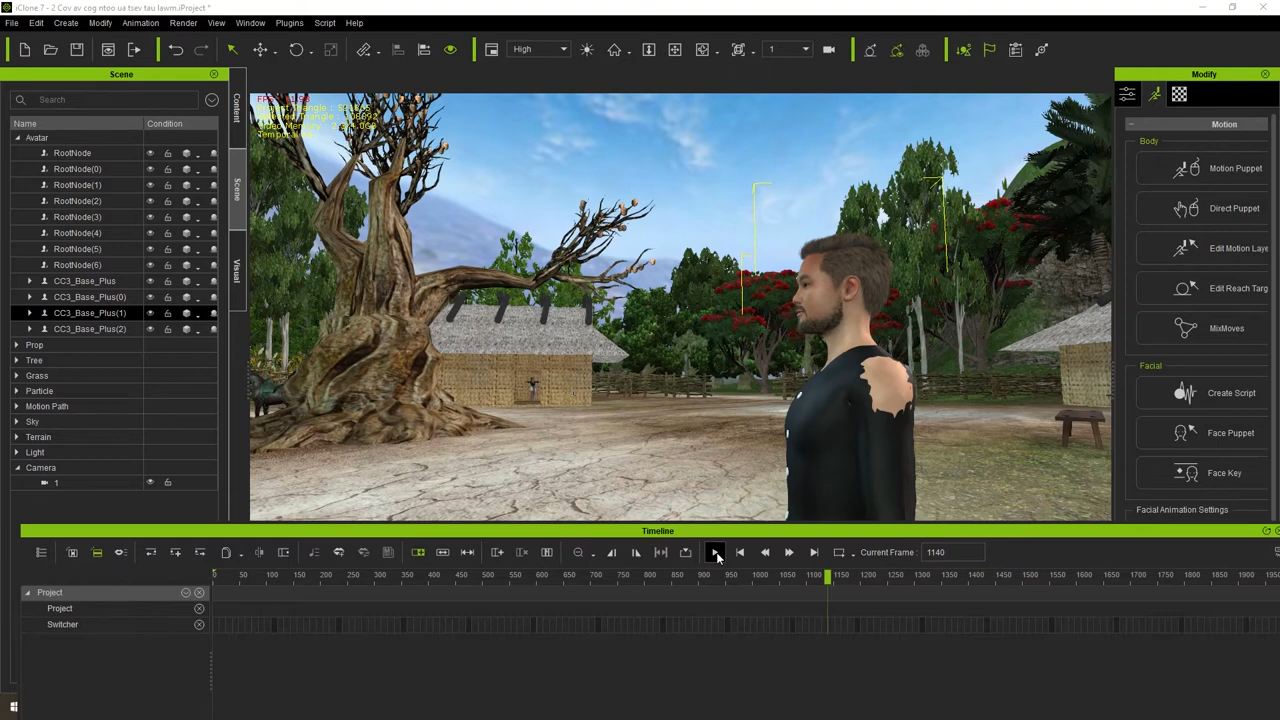 iClone 7 - 2 Cov av cog ntoo ua tsev tau lawm.iProject *
File Edit Create Modify Animation Render View Window Plugins Script Help
High
1
Scene
Modify
Search
Name Condition
Avatar
RootNode
RootNode(0)
RootNode(1)
RootNode(2)
RootNode(3)
RootNode(4)
RootNode(5)
RootNode(6)
CC3_Base_Plus
CC3_Base_Plus(0)
CC3_Base_Plus(1)
CC3_Base_Plus(2)
Prop
Tree
Grass
Particle
Motion Path
Sky
Terrain
Light
Camera
1
Content
Scene
Visual
Motion
Body
Motion Puppet
Direct Puppet
Edit Motion Laye
Edit Reach Targ
MixMoves
Facial
Create Script
Face Puppet
Face Key
Facial Animation Settings
Timeline
Current Frame : 1140
0 50 100 150 200 250 300 350 400 450 500 550 600 650 700 750 800 850 900 950 1000 1050 1100 1150 1200 1250 1300 1350 1400 1450 1500 1550 1600 1650 1700 1750 1800 1850 1900 1950
Project
Project
Switcher